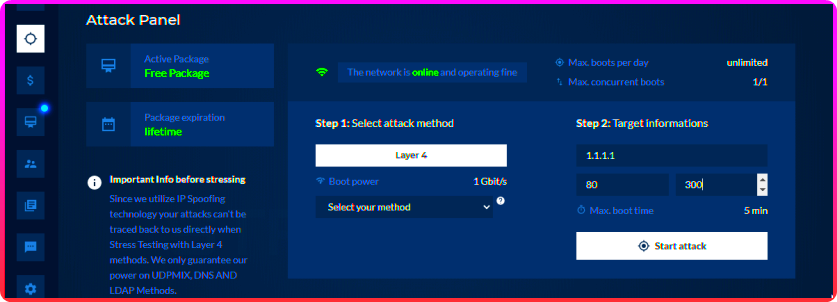 Attack Panel
Active Package
Free Package
Package expiration
lifetime
Important Info before stressing
Since we utilize IP Spoofing
technology your attacks can't be
traced back to us directly when
Stress Testing with Layer 4
methods. We only guarantee our
power on UDPMIX, DNS AND
LDAP Methods.
The network is online and operating fine
Max. boots per day unlimited
Max. concurrent boots 1/1
Step 1: Select attack method
Layer 4
Boot power 1 Gbit/s
Select your method
Step 2: Target informations
1.1.1.1
80 300
Max. boot time 5 min
Start attack